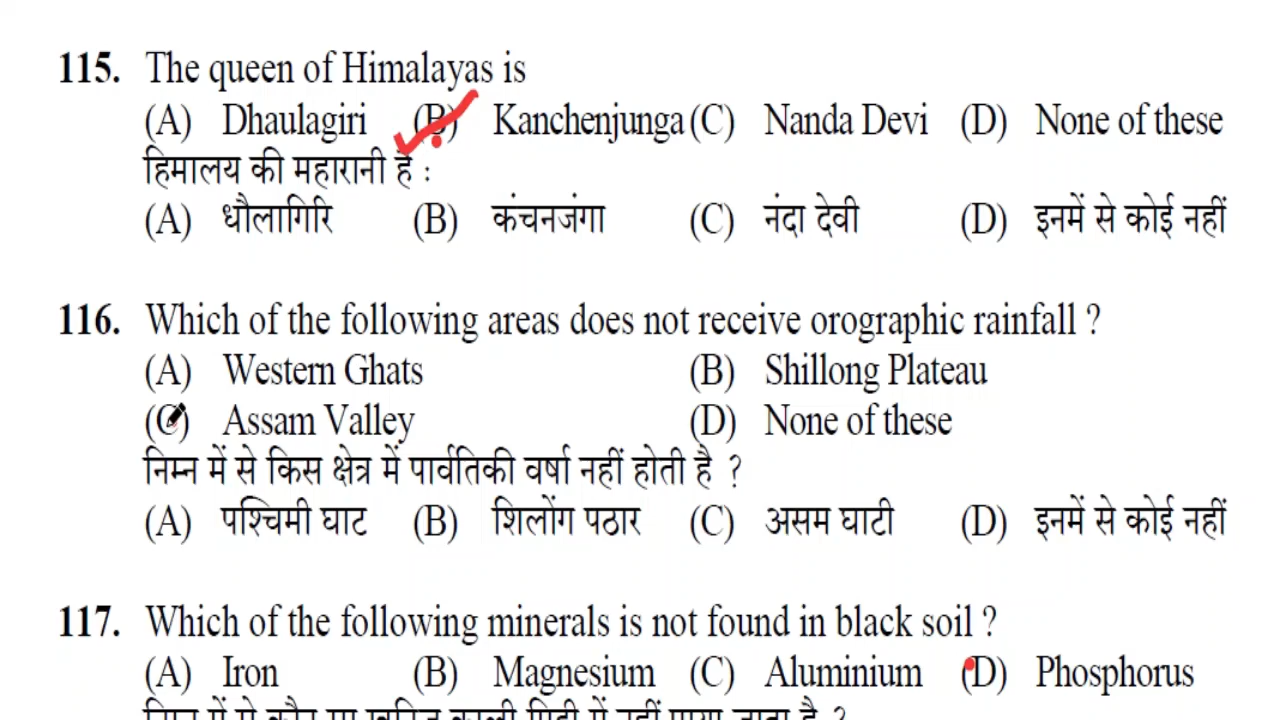 115. The queen of Himalayas is
(A) Dhaulagiri (B) Kanchenjunga (C) Nanda Devi (D) None of these
हिमालय की महारानी है :
(A) धौलागिरि (B) कंचनजंगा (C) नंदा देवी (D) इनमें से कोई नहीं
116. Which of the following areas does not receive orographic rainfall ?
(A) Western Ghats (B) Shillong Plateau
(C) Assam Valley (D) None of these
निम्न में से किस क्षेत्र में पार्वतिकी वर्षा नहीं होती है ?
(A) पश्चिमी घाट (B) शिलोंग पठार (C) असम घाटी (D) इनमें से कोई नहीं
117. Which of the following minerals is not found in black soil ?
(A) Iron (B) Magnesium (C) Aluminium (D) Phosphorus
निम्न में से कौन सा खनिज काली मिट्टी में नहीं पाया जाता है ?